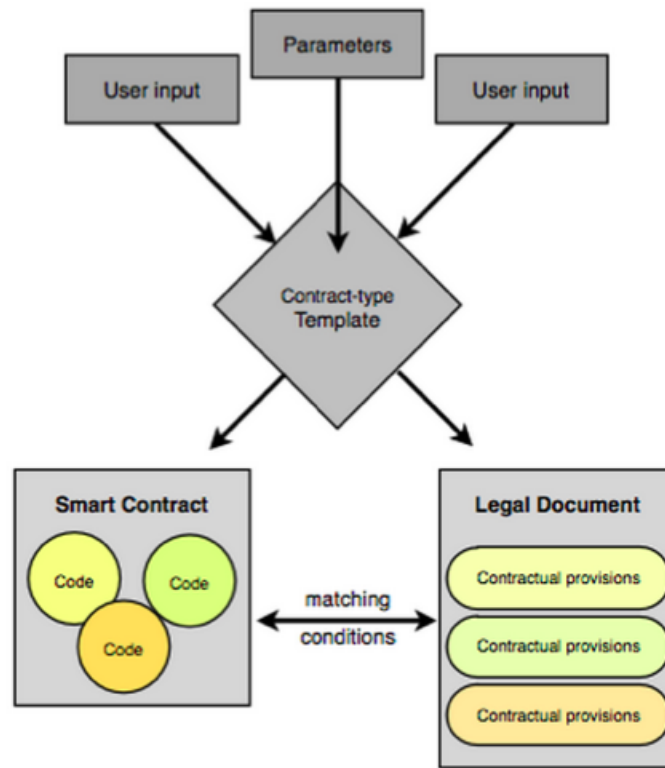 Parameters
User input
User input
Contract-type
Template
Smart Contract
Code
Code
Code
matching
conditions
Legal Document
Contractual provisions
Contractual provisions
Contractual provisions